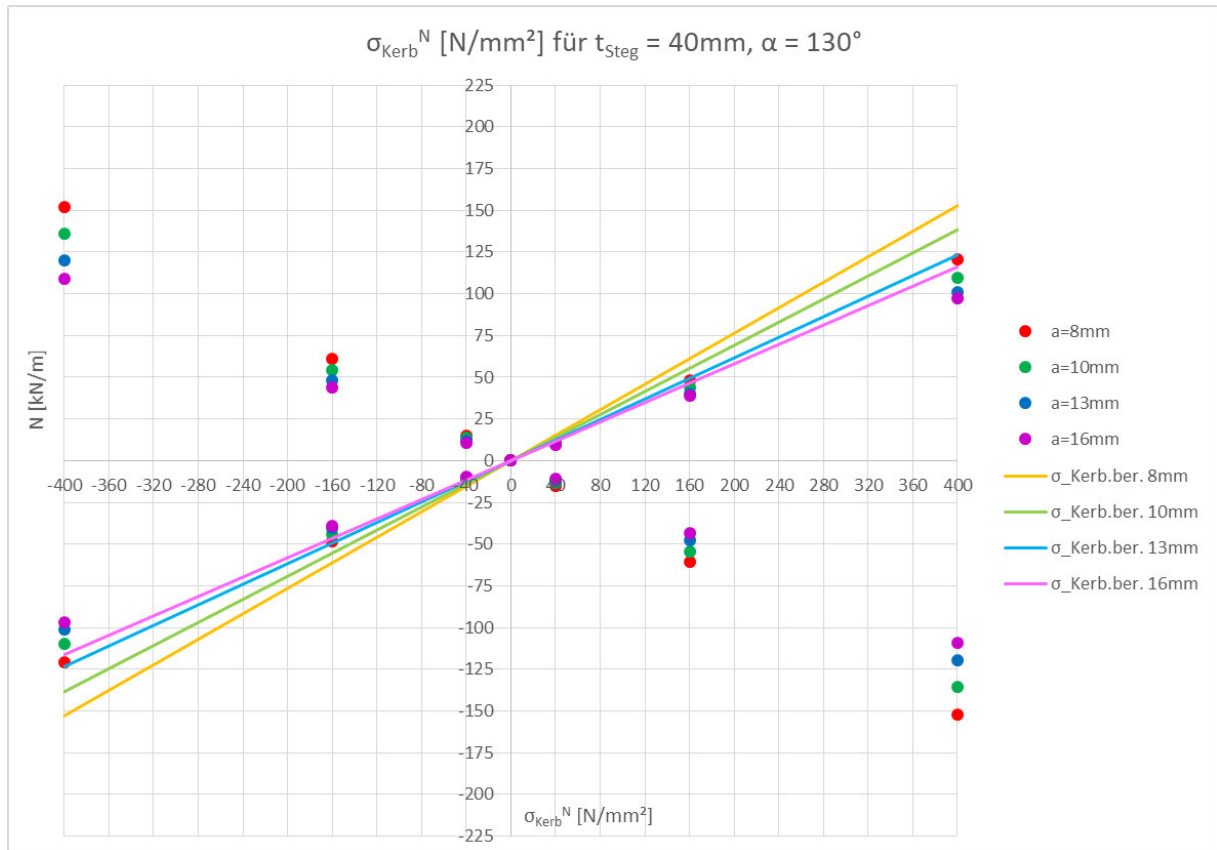 σKerbᴺ [N/mm²] für tSteg = 40mm, α = 130°
225
200
175
150
125
100
75
50
25
0
-25
-50
-75
-100
-125
-150
-175
-200
-225
N [kN/m]
-400 -360 -320 -280 -240 -200 -160 -120 -80 -40 0 40 80 120 160 200 240 280 320 360 400
σKerbᴺ [N/mm²]
a=8mm
a=10mm
a=13mm
a=16mm
σ_Kerb.ber. 8mm
σ_Kerb.ber. 10mm
σ_Kerb.ber. 13mm
σ_Kerb.ber. 16mm